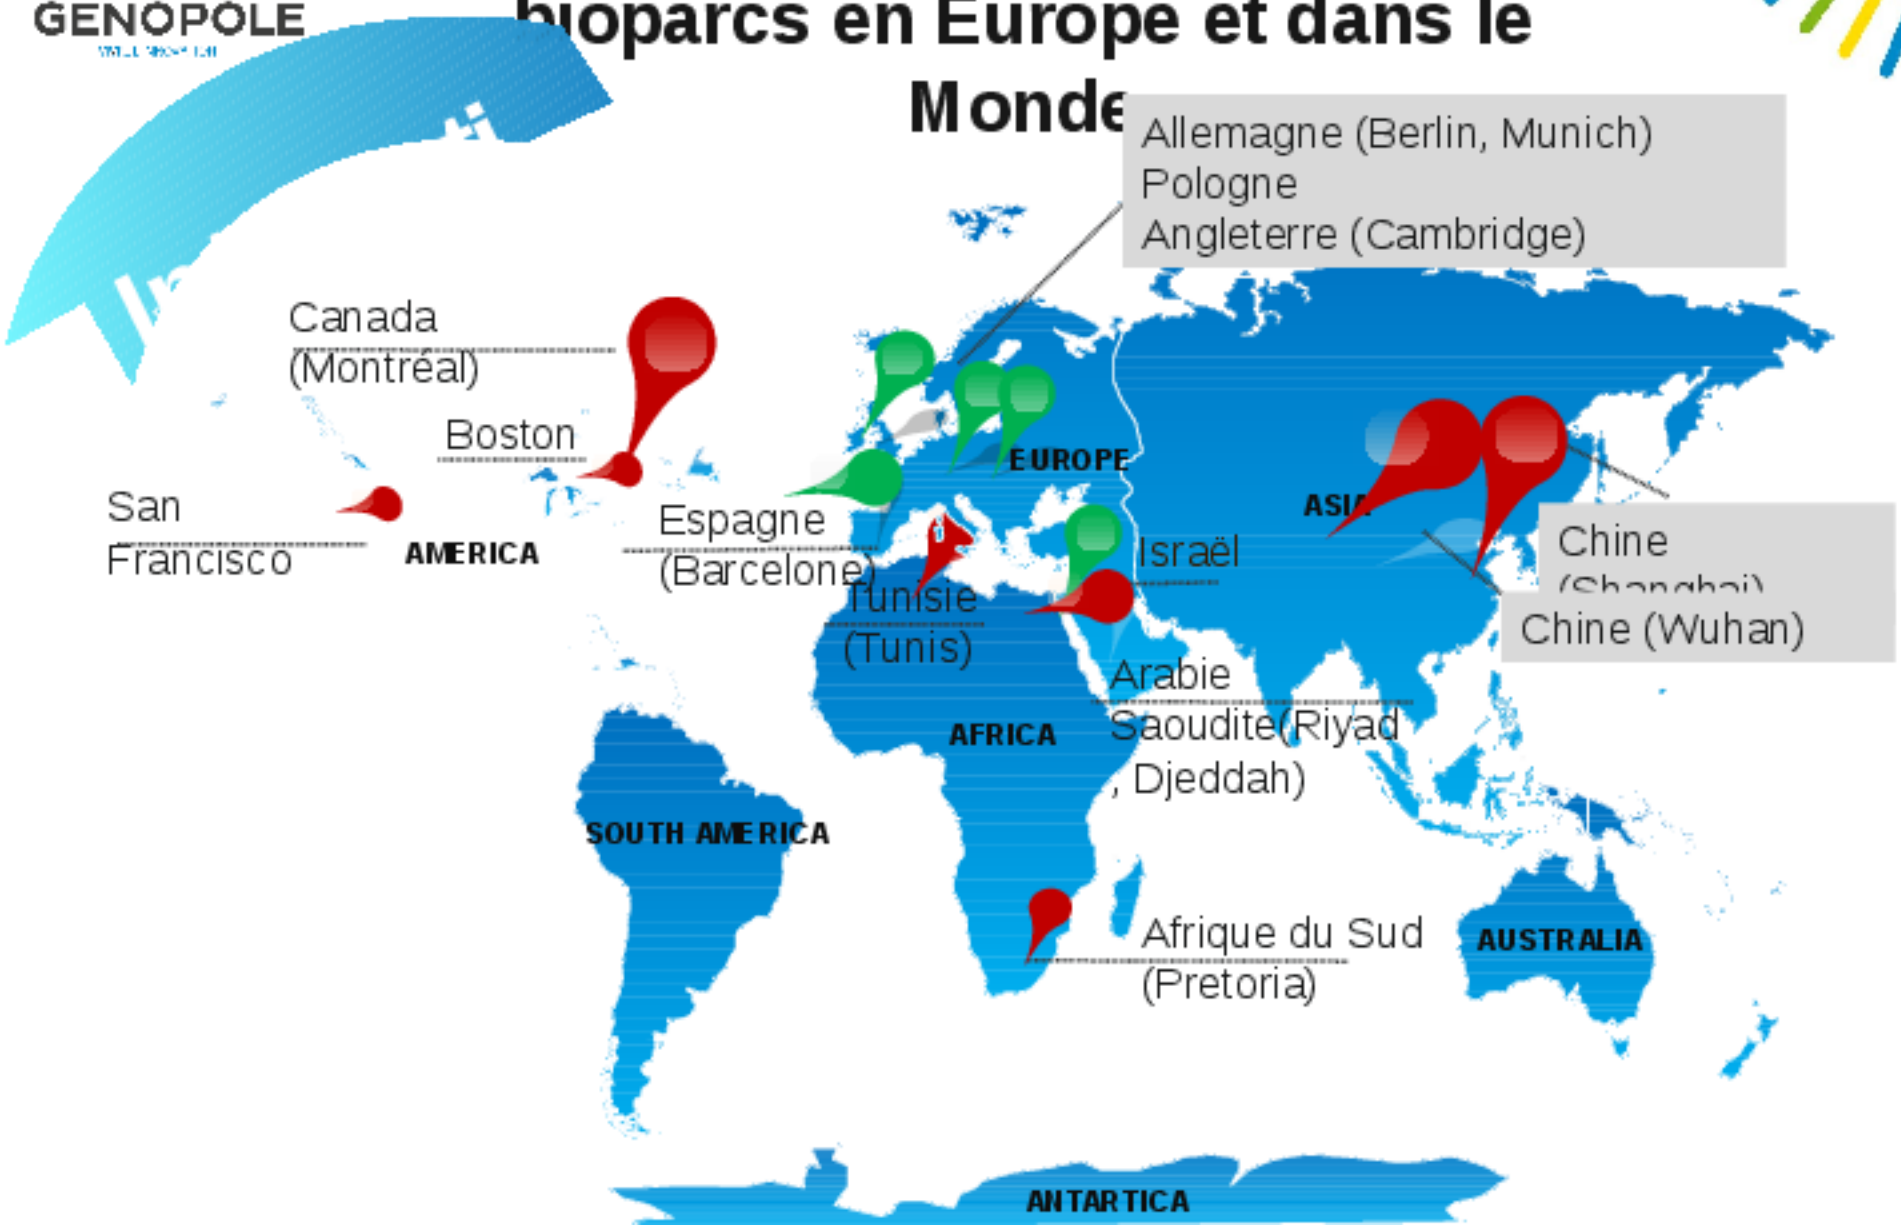 GENOPOLE
bioparcs en Europe et dans le
Monde
Allemagne (Berlin, Munich)
Pologne
Angleterre (Cambridge)
Canada
(Montréal)
Boston
San
Francisco
AMERICA
Espagne
(Barcelone)
EUROPE
ASIA
Israël
Chine
(Shanghai)
Chine (Wuhan)
Tunisie
(Tunis)
Arabie
Saoudite(Riyad
, Djeddah)
AFRICA
SOUTH AMERICA
Afrique du Sud
(Pretoria)
AUSTRALIA
ANTARTICA